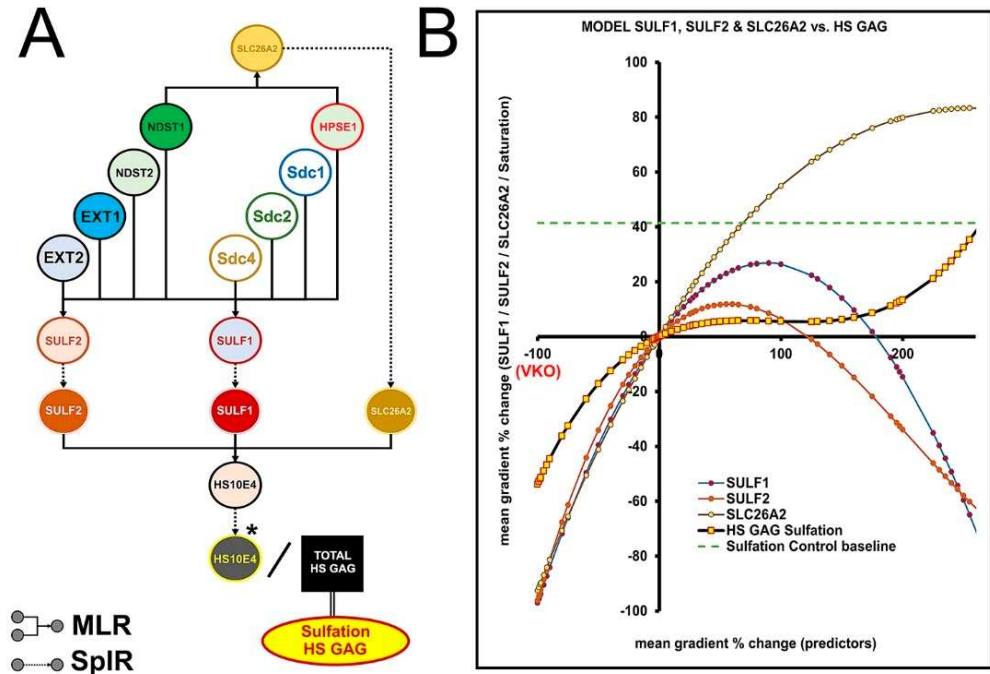 A
SLC26A2
NDST1
HPSE1
NDST2
Sdc1
EXT1
Sdc2
EXT2
Sdc4
SULF2
SULF1
SULF2
SULF1
SLC26A2
HS10E4
HS10E4
*
/
TOTAL
HS GAG
Sulfation
HS GAG
MLR
SplR
B
MODEL SULF1, SULF2 & SLC26A2 vs. HS GAG
mean gradient % change (SULF1 / SULF2 / SLC26A2 / Saturation)
100
80
60
40
20
0
-20
-40
-60
-80
-100
-100
0
100
200
(VKO)
SULF1
SULF2
SLC26A2
HS GAG Sulfation
Sulfation Control baseline
mean gradient % change (predictors)